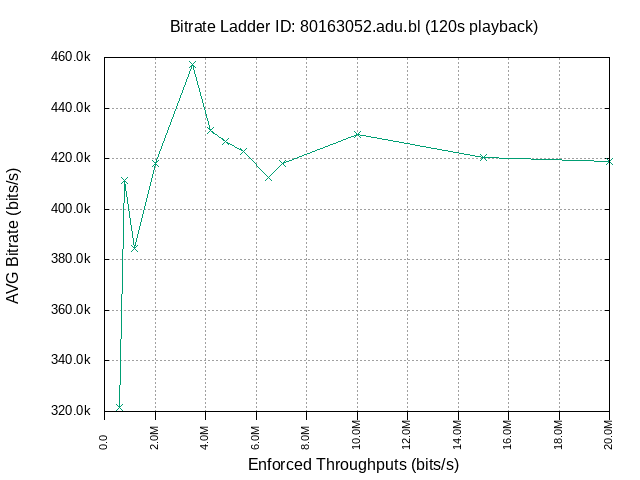 Bitrate Ladder ID: 80163052.adu.bl (120s playback)
460.0k
440.0k
420.0k
400.0k
380.0k
360.0k
340.0k
320.0k
AVG Bitrate (bits/s)
0.0
2.0M
4.0M
6.0M
8.0M
10.0M
12.0M
14.0M
16.0M
18.0M
20.0M
Enforced Throughputs (bits/s)